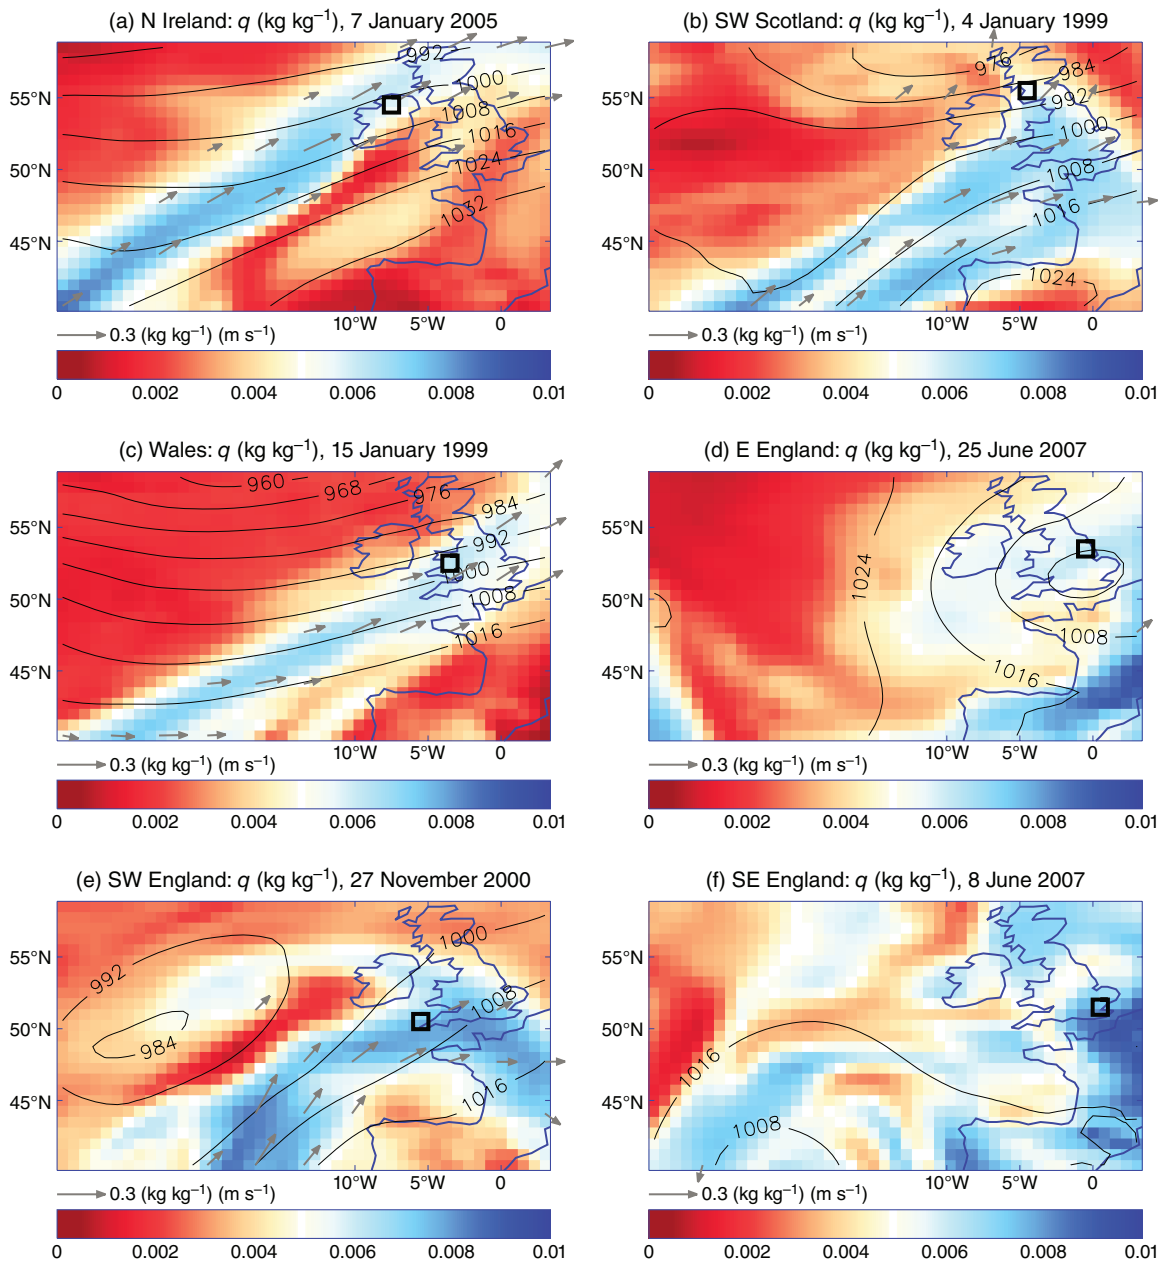 (a) N Ireland: q (kg kg⁻¹), 7 January 2005
(b) SW Scotland: q (kg kg⁻¹), 4 January 1999
992
1000
1008
1016
1024
1032
55°N
50°N
45°N
10°W 5°W 0
0.3 (kg kg⁻¹) (m s⁻¹)
0 0.002 0.004 0.006 0.008 0.01
976
984
992
1000
1008
1016
1024
55°N
50°N
45°N
10°W 5°W 0
0.3 (kg kg⁻¹) (m s⁻¹)
0 0.002 0.004 0.006 0.008 0.01
(c) Wales: q (kg kg⁻¹), 15 January 1999
(d) E England: q (kg kg⁻¹), 25 June 2007
960
968
976
984
992
1000
1008
1016
55°N
50°N
45°N
10°W 5°W 0
0.3 (kg kg⁻¹) (m s⁻¹)
0 0.002 0.004 0.006 0.008 0.01
1024
1008
1016
55°N
50°N
45°N
10°W 5°W 0
0.3 (kg kg⁻¹) (m s⁻¹)
0 0.002 0.004 0.006 0.008 0.01
(e) SW England: q (kg kg⁻¹), 27 November 2000
(f) SE England: q (kg kg⁻¹), 8 June 2007
1000
992
1008
984
1016
55°N
50°N
45°N
10°W 5°W 0
0.3 (kg kg⁻¹) (m s⁻¹)
0 0.002 0.004 0.006 0.008 0.01
1016
1008
55°N
50°N
45°N
10°W 5°W 0
0.3 (kg kg⁻¹) (m s⁻¹)
0 0.002 0.004 0.006 0.008 0.01